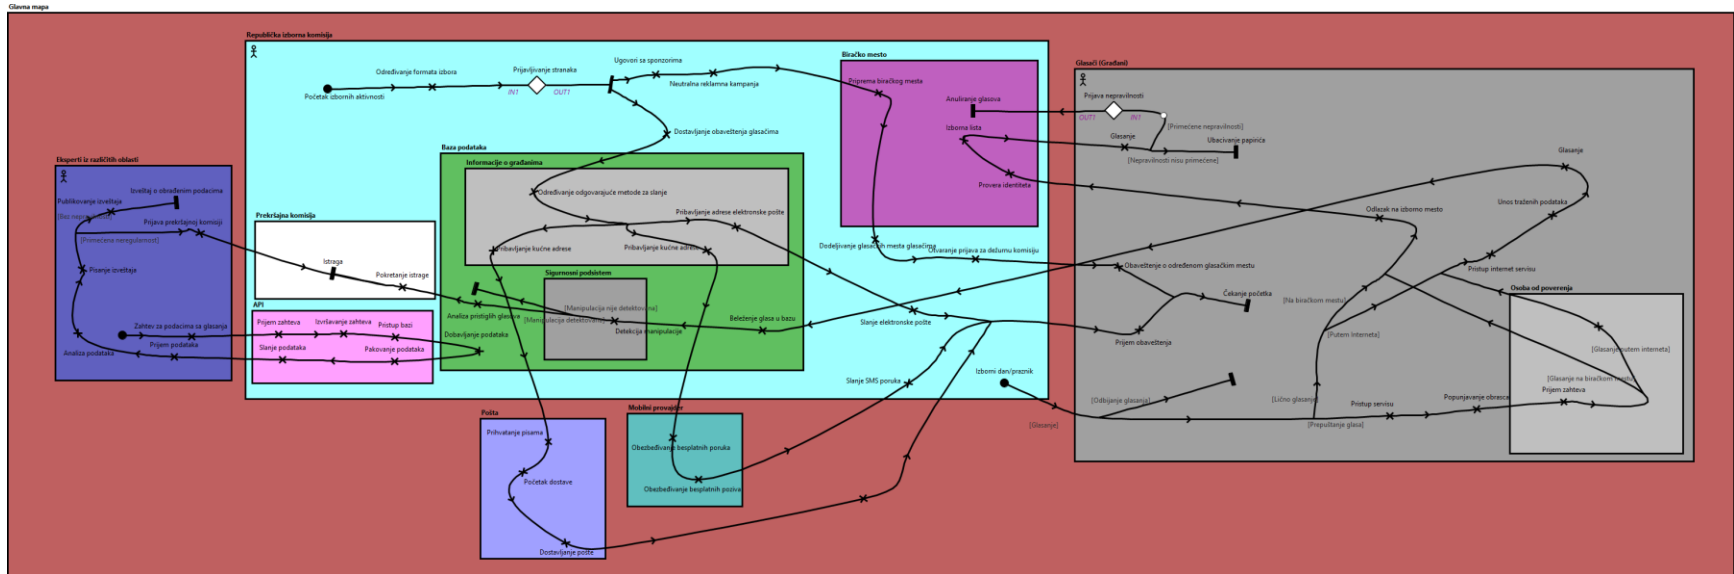 Glavna mapa
Republička izborna komisija
Početak izbornih aktivnosti
Određivanje formata izbora
Prijavljivanje stranaka
IN1
OUT1
Ugovori sa sponzorima
Neutralna reklamna kampanja
Dostavljanje obaveštenja glasačima
Biračko mesto
Priprema biračkog mesta
Anuliranje glasova
Izborna lista
Provera identiteta
Dodeljivanje glasačkih mesta glasačima
Otvaranje prijava za dežurnu komisiju
Glasači (Građani)
Prijava nepravilnosti
OUT1
IN1
[Primećene nepravilnosti]
Glasanje
Ubacivanje papirića
[Nepravilnosti nisu primećene]
Glasanje
Unos traženih podataka
Odlazak na izborno mesto
Pristup internet servisu
Obaveštenje o određenom glasačkim mestu
Čekanje početka
Prijem obaveštenja
[Na biračkom mestu]
[Putem Interneta]
Osoba od poverenja
[Glasanje putem interneta]
[Glasanje na biračkom mestu]
Prijem zahteva
Popunjavanje obrasca
Pristup servisu
[Lično glasanje]
[Prepuštanje glasa]
[Odbijanje glasanja]
[Glasanje]
Izborni dan/praznik
Baza podataka
Informacije o građanima
Određivanje odgovarajuće metode za slanje
Pribavljanje adrese elektronske pošte
Pribavljanje kućne adrese
Pribavljanje kućne adrese
Sigurnosni podsistem
[Manipulacija nije detektovana]
[Manipulacija detektovana]
Detekcija manipulacije
Beleženje glasa u bazu
Analiza pristiglih glasova
Dobavljanje podataka
Slanje elektronske pošte
Slanje SMS poruka
Eksperti iz različitih oblasti
Izveštaj o obrađenim podacima
Publikovanje izveštaja
Prijava prekršajnoj komisiji
[Primećena neregularnost]
Pisanje izveštaja
Zahtev za podacima sa glasanja
Analiza podataka
Prijem podataka
Prekršajna komisija
Istraga
Pokretanje istrage
API
Prijem zahteva
Izvršavanje zahteva
Pristup bazi
Slanje podataka
Pakovanje podataka
Pošta
Prihvatanje pisama
Početak dostave
Dostavljanje pošte
Mobilni provajder
Obezbeđivanje besplatnih poruka
Obezbeđivanje besplatnih poziva